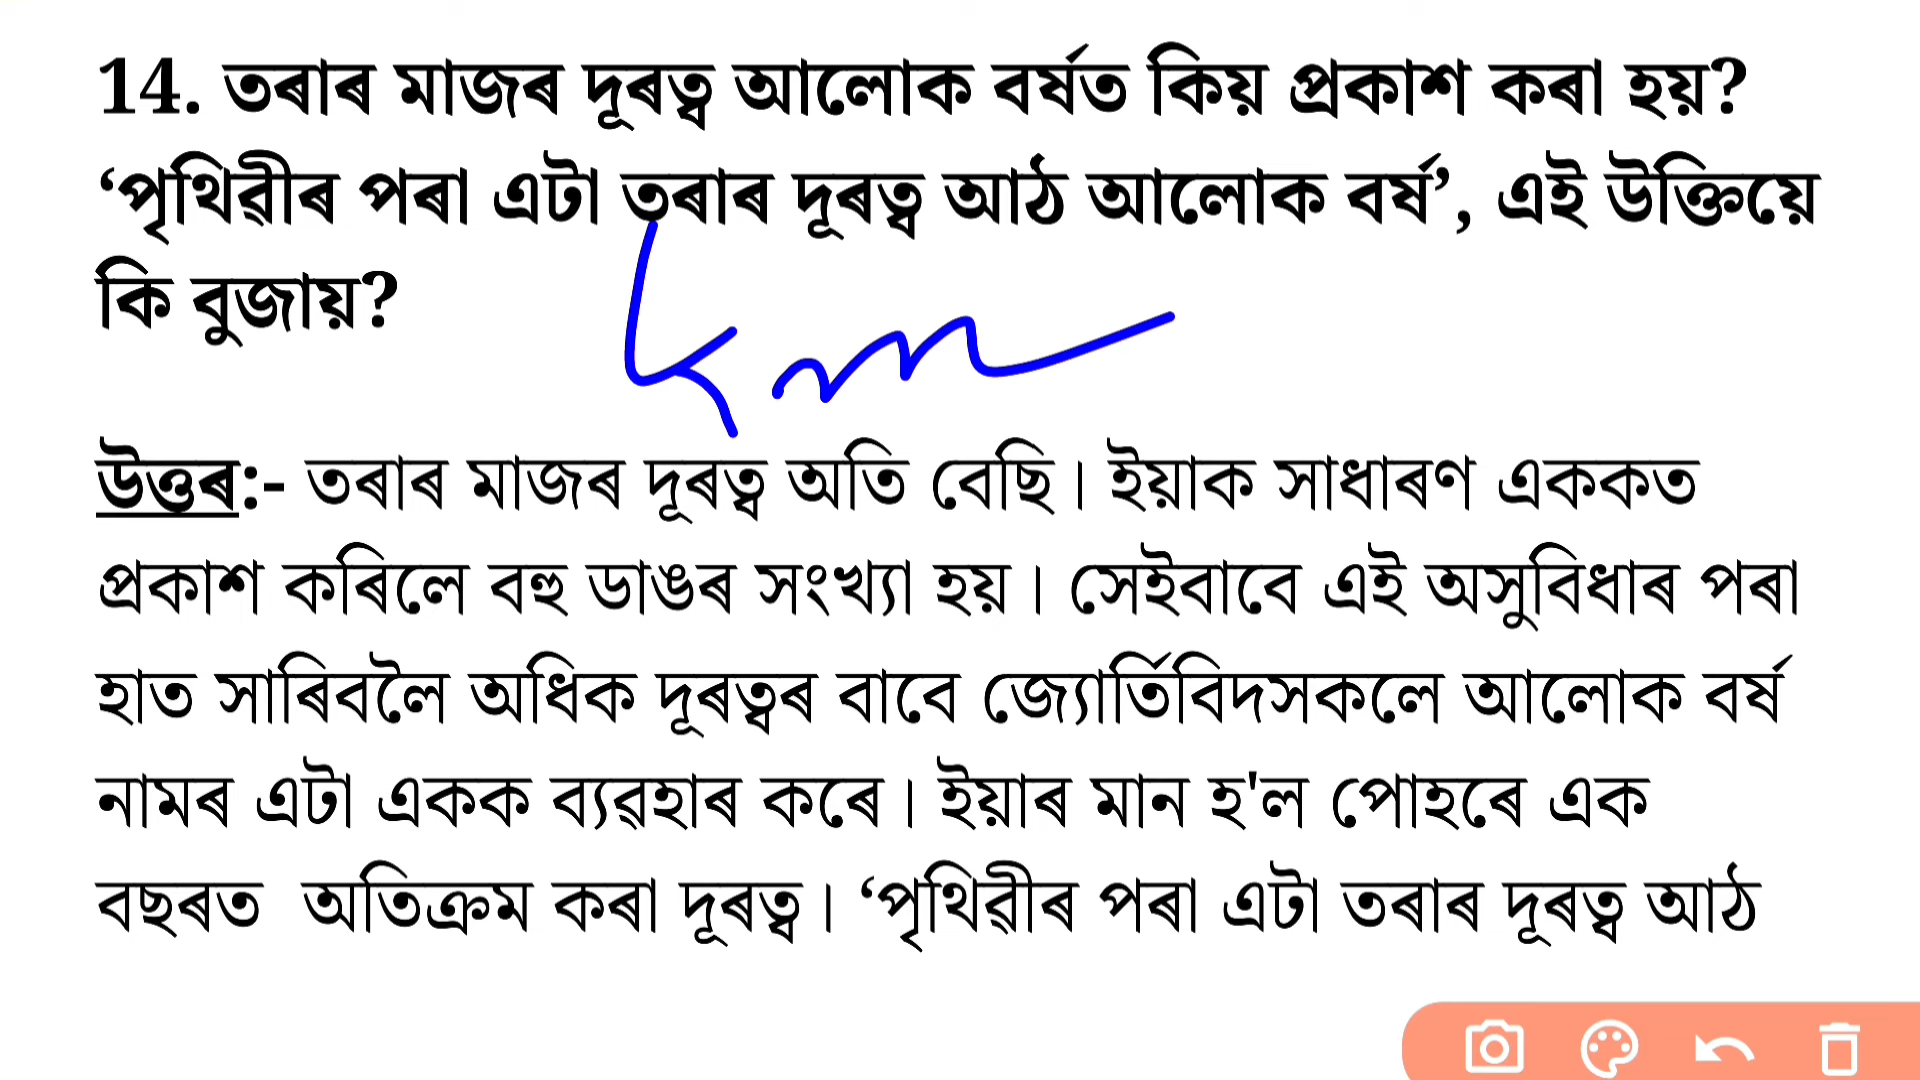 14. তৰাৰ মাজৰ দূৰত্ব আলোক বৰ্ষত কিয় প্ৰকাশ কৰা হয়?
‘পৃথিৱীৰ পৰা এটা তৰাৰ দূৰত্ব আঠ আলোক বৰ্ষ’, এই উক্তিয়ে
কি বুজায়?
km
উত্তৰ:- তৰাৰ মাজৰ দূৰত্ব অতি বেছি। ইয়াক সাধাৰণ এককত
প্ৰকাশ কৰিলে বহু ডাঙৰ সংখ্যা হয়। সেইবাবে এই অসুবিধাৰ পৰা
হাত সাৰিবলৈ অধিক দূৰত্বৰ বাবে জ্যোৰ্তিবিদসকলে আলোক বৰ্ষ
নামৰ এটা একক ব্যৱহাৰ কৰে। ইয়াৰ মান হ'ল পোহৰে এক
বছৰত অতিক্ৰম কৰা দূৰত্ব। ‘পৃথিৱীৰ পৰা এটা তৰাৰ দূৰত্ব আঠ